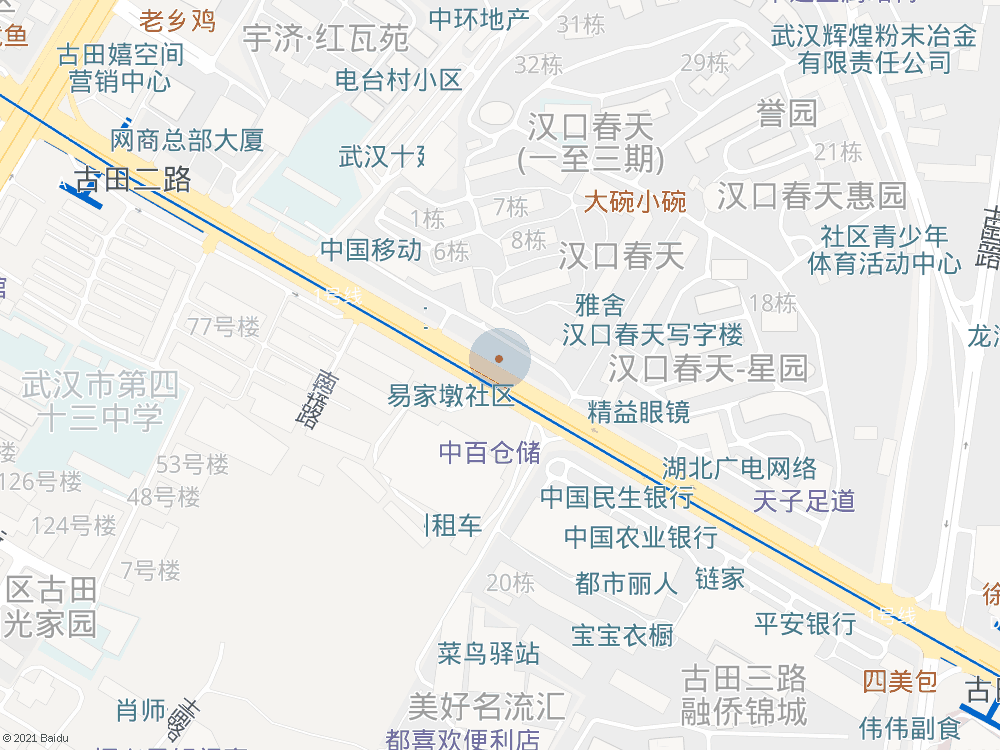 老乡鸡
中环地产
31栋
武汉辉煌粉末冶金
有限责任公司
宇济·红瓦苑
古田嬉空间
营销中心
电台村小区
32栋
29栋
誉园
网商总部大厦
汉口春天
(一至三期)
21栋
古田二路
大碗小碗
汉口春天惠园
1栋
7栋
中国移动
6栋
8栋
汉口春天
社区青少年
体育活动中心
1号线
雅舍
18栋
77号楼
汉口春天写字楼
武汉市第四
十三中学
易家墩社区
汉口春天-星园
精益眼镜
中百仓储
53号楼
湖北广电网络
126号楼
48号楼
中国民生银行
天子足道
124号楼
租车
中国农业银行
7号楼
20栋
都市丽人
链家
区古田
光家园
1号线
宝宝衣橱
平安银行
菜鸟驿站
古田三路
融侨锦城
四美包
肖师
美好名流汇
伟伟副食
都喜欢便利店
© 2021 Baidu